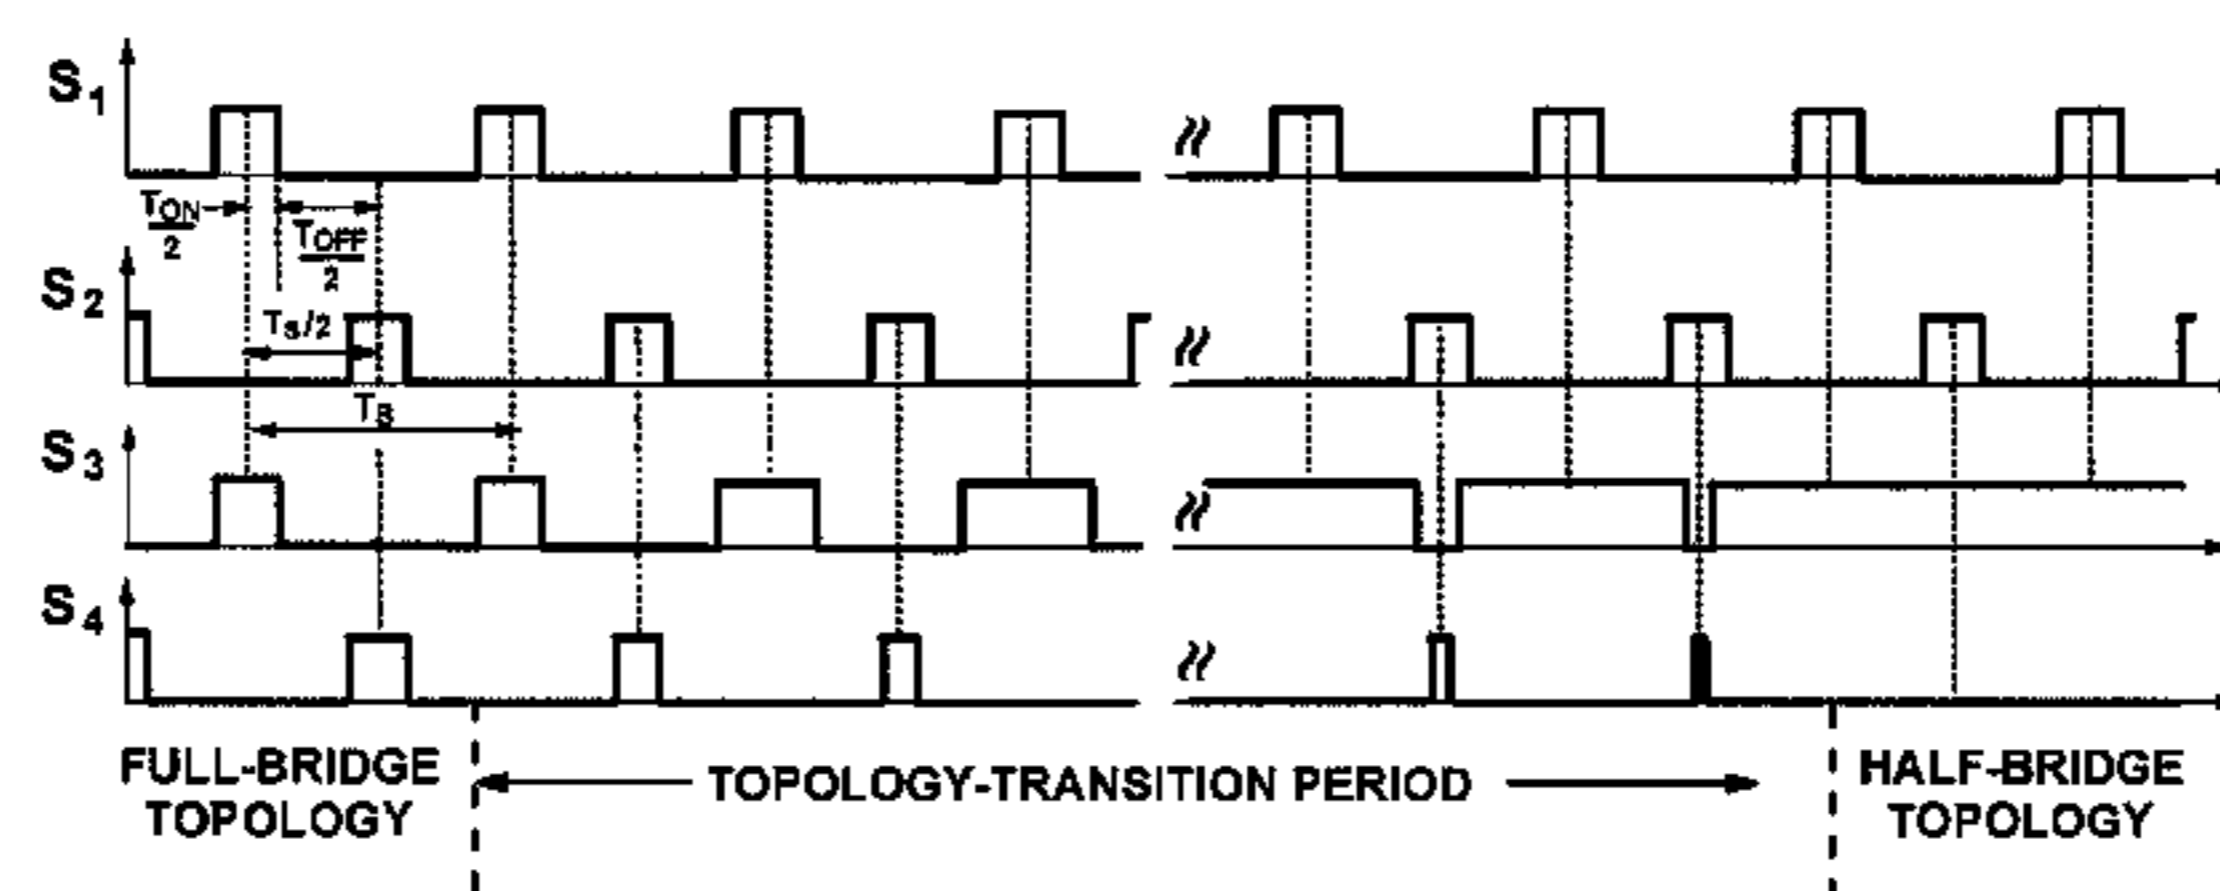 S1
TON/2
TOFF/2
S2
TS/2
TS
S3
S4
FULL-BRIDGE
TOPOLOGY
TOPOLOGY-TRANSITION PERIOD
HALF-BRIDGE
TOPOLOGY